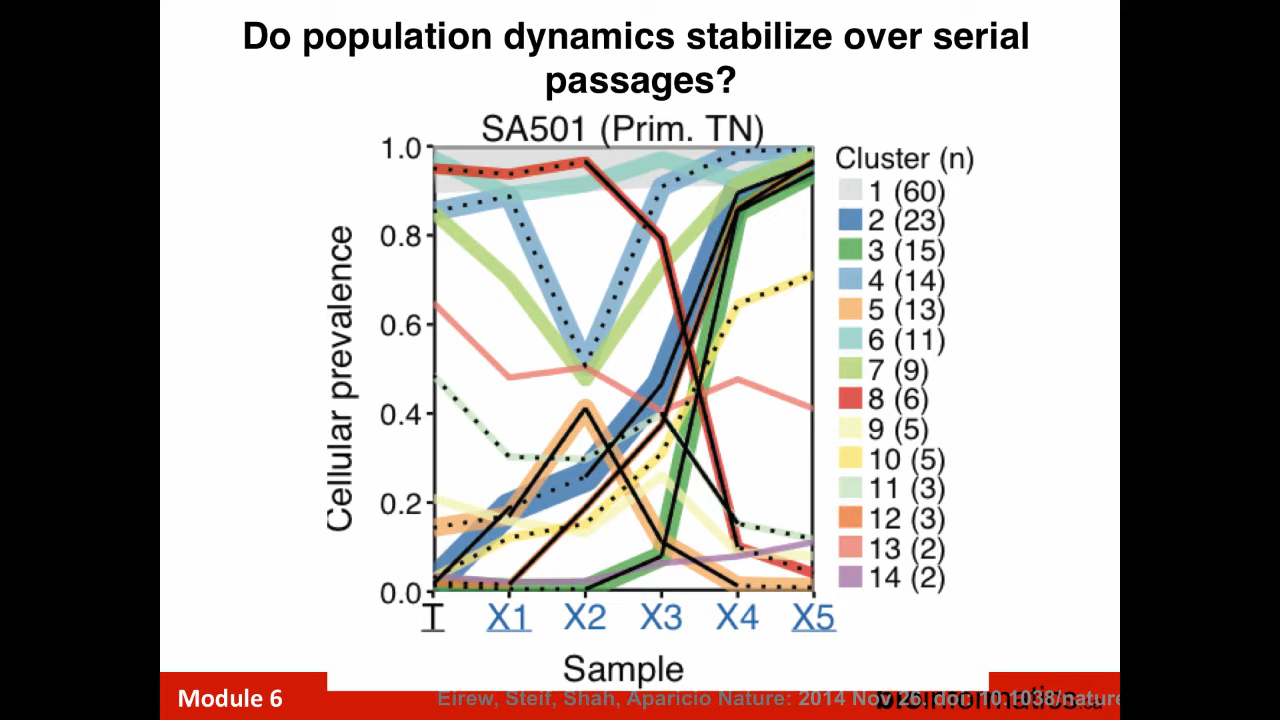 Do population dynamics stabilize over serial
passages?
SA501 (Prim. TN)
1.0
0.8
0.6
0.4
0.2
0.0
Cellular prevalence
T X1 X2 X3 X4 X5
Sample
Cluster (n)
1 (60)
2 (23)
3 (15)
4 (14)
5 (13)
6 (11)
7 (9)
8 (6)
9 (5)
10 (5)
11 (3)
12 (3)
13 (2)
14 (2)
Module 6
Eirew, Steif, Shah, Aparicio Nature: 2014 Nov 26. doi: 10.1038/nature
bioinformatics.ca